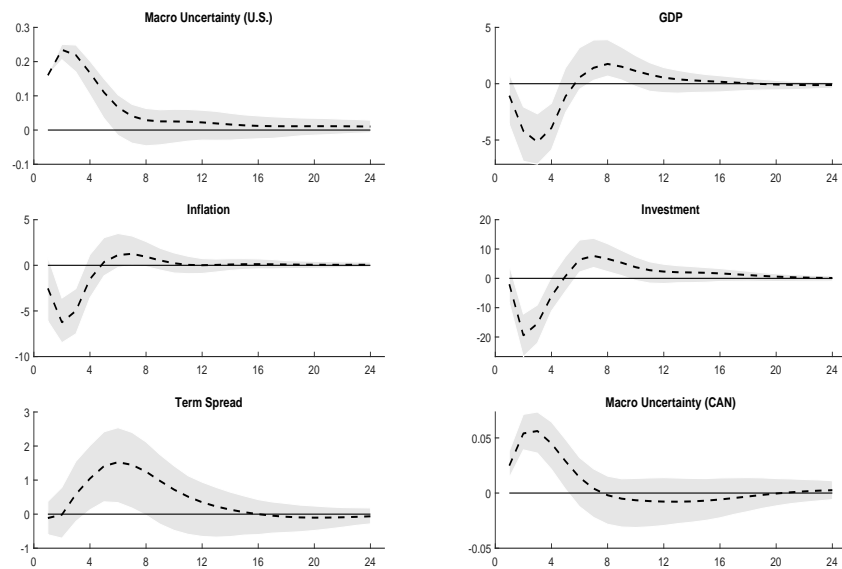 Macro Uncertainty (U.S.)
0.3
0.2
0.1
0
-0.1
0 4 8 12 16 20 24
GDP
5
0
-5
0 4 8 12 16 20 24
Inflation
5
0
-5
-10
0 4 8 12 16 20 24
Investment
20
10
0
-10
-20
0 4 8 12 16 20 24
Term Spread
3
2
1
0
-1
0 4 8 12 16 20 24
Macro Uncertainty (CAN)
0.05
0
-0.05
0 4 8 12 16 20 24